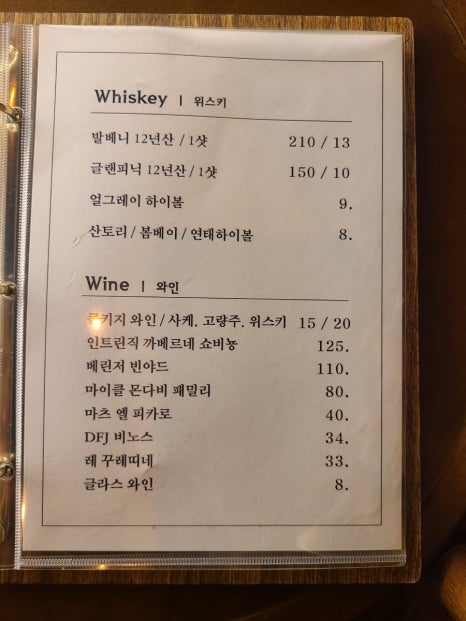 Whiskey | 위스키
발베니 12년산 / 1샷 210 / 13
글랜피닉 12년산 / 1샷 150 / 10
얼그레이 하이볼 9.
산토리 / 봄베이 / 연태하이볼 8.
Wine | 와인
와인 / 사케. 고량주. 위스키 15 / 20
인트린직 까베르네 쇼비뇽 125.
베린저 빈야드 110.
마이클 몬다비 패밀리 80.
마츠 엘 피카로 40.
DFJ 비노스 34.
레 꾸레띠네 33.
글라스 와인 8.